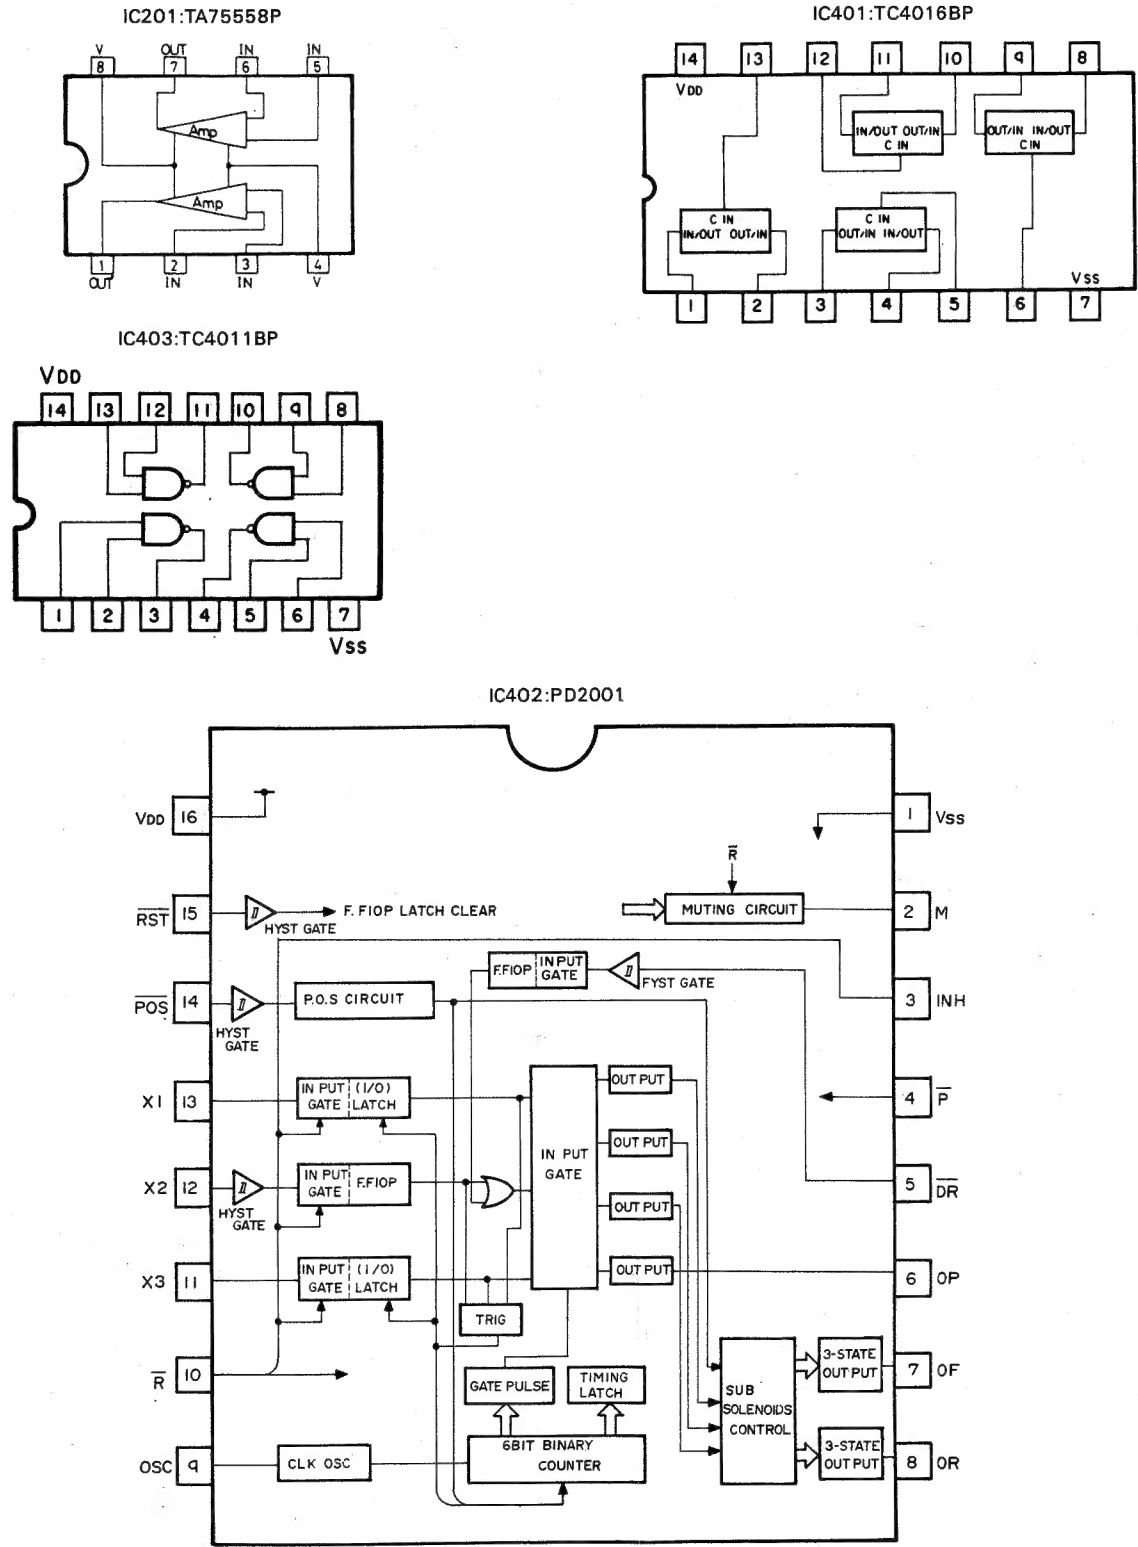 IC201:TA75558P
V OUT IN IN
8 7 6 5
Amp
Amp
1 2 3 4
OUT IN IN V
IC401:TC4016BP
14 13 12 11 10 9 8
VDD
IN/OUT OUT/IN
C IN
OUT/IN IN/OUT
C IN
C IN
IN/OUT OUT/IN
C IN
OUT/IN IN/OUT
VSS
1 2 3 4 5 6 7
IC403:TC4011BP
VDD
14 13 12 11 10 9 8
1 2 3 4 5 6 7
VSS
IC402:PD2001
VDD 16
1 VSS
R
RST 15
HYST GATE
F. FIOP LATCH CLEAR
MUTING CIRCUIT
2 M
F.FIOP
INPUT
GATE
FYST GATE
POS 14
HYST
GATE
P.O.S CIRCUIT
3 INH
X1 13
IN PUT
GATE
(I/O)
LATCH
OUT PUT
4 P
IN PUT
GATE
OUT PUT
X2 12
HYST
GATE
IN PUT
GATE
F.FIOP
5 DR
OUT PUT
X3 11
IN PUT
GATE
(I/O)
LATCH
OUT PUT
6 OP
TRIG
R 10
GATE PULSE
TIMING
LATCH
SUB
SOLENOIDS
CONTROL
3-STATE
OUT PUT
7 OF
OSC 9
CLK OSC
6BIT BINARY
COUNTER
3-STATE
OUT PUT
8 OR